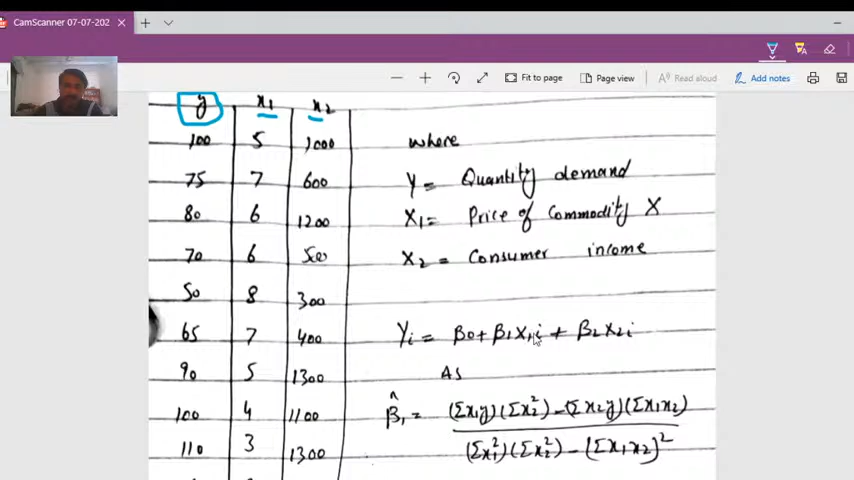 CamScanner 07-07-202
Fit to page
Page view
Read aloud
Add notes
y x1 x2
100 5 1000 where
75 7 600 Y = Quantity demand
80 6 1200 X1= Price of Commodity X
70 6 500 X2 = Consumer income
50 8 300
65 7 400 Yi = β0+ β1X1i + β2X2i
90 5 1300 AS
100 4 1100 β̂1 = (Σx1y)(Σx2²) - (Σx2y)(Σx1x2)
110 3 1300 (Σx1²)(Σx2²) - (Σx1x2)²